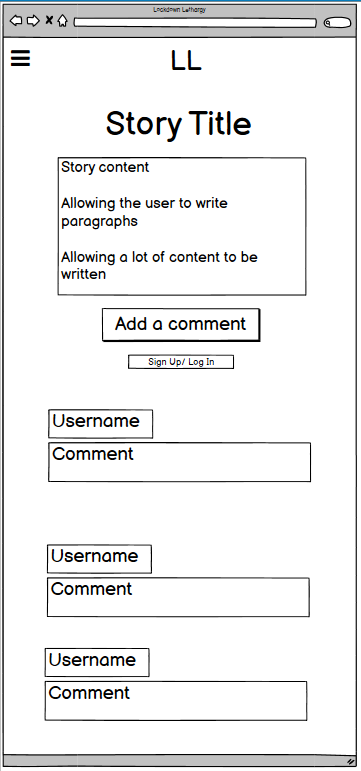 Lockdown Lethargy
LL
Story Title
Story content
Allowing the user to write
paragraphs
Allowing a lot of content to be
written
Add a comment
Sign Up/ Log In
Username
Comment
Username
Comment
Username
Comment